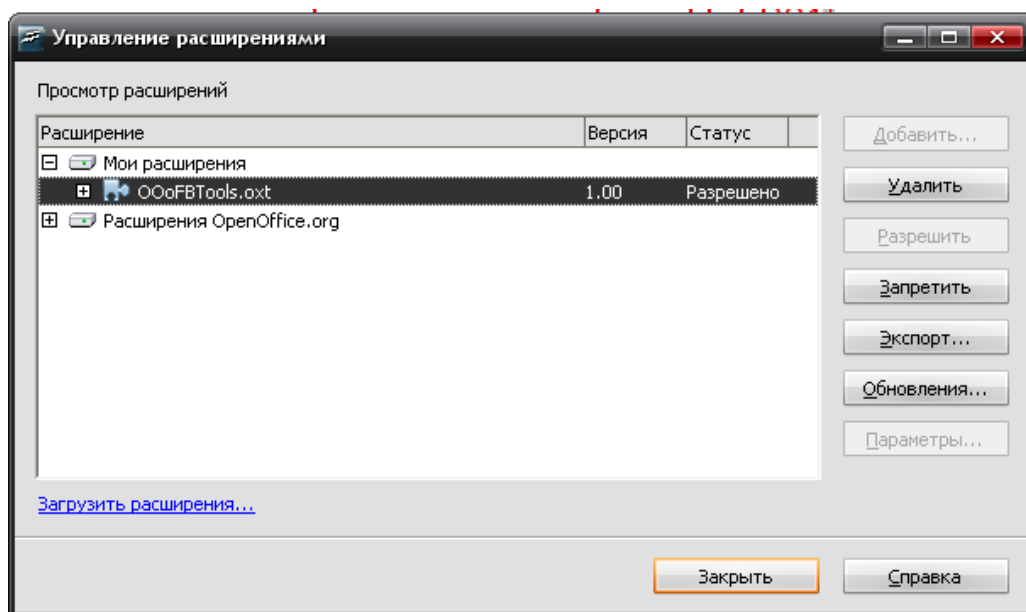 Управление расширениями
Просмотр расширений
Расширение Версия Статус
Мои расширения
OOoFBTools.oxt 1.00 Разрешено
Расширения OpenOffice.org
Добавить...
Удалить
Разрешить
Запретить
Экспорт...
Обновления...
Параметры...
Загрузить расширения...
Закрыть Справка